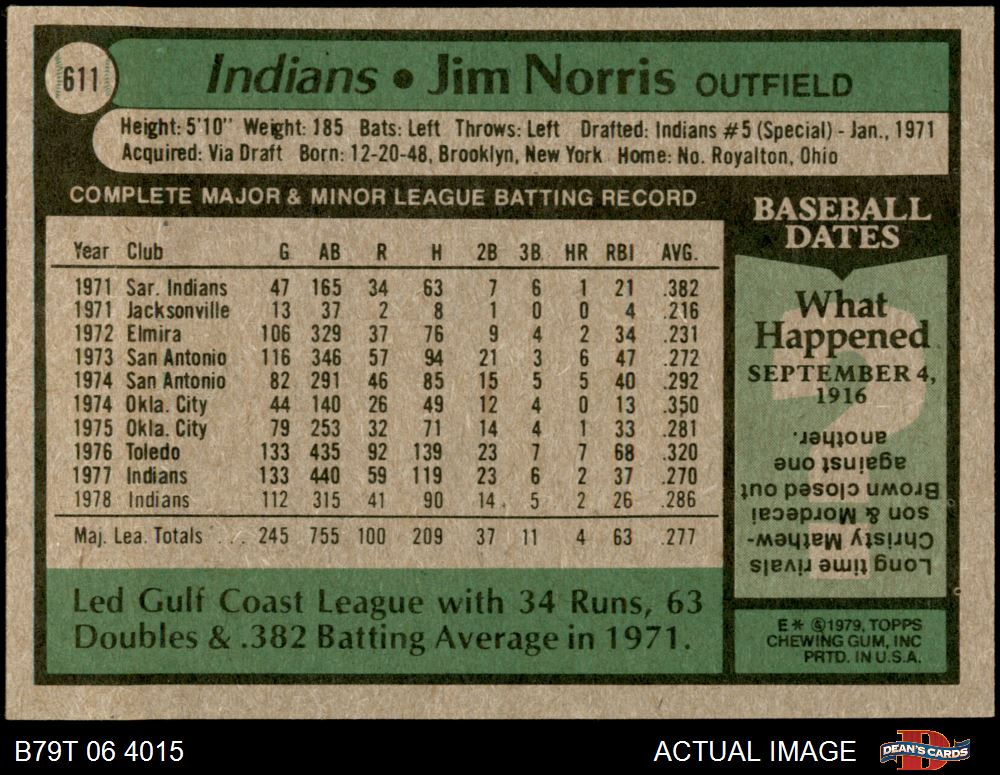 611
Indians • Jim Norris OUTFIELD
Height: 5'10" Weight: 185 Bats: Left Throws: Left Drafted: Indians #5 (Special) - Jan., 1971
Acquired: Via Draft Born: 12-20-48, Brooklyn, New York Home: No. Royalton, Ohio
COMPLETE MAJOR & MINOR LEAGUE BATTING RECORD
Year Club G AB R H 2B 3B HR RBI AVG.
1971 Sar. Indians 47 165 34 63 7 6 1 21 .382
1971 Jacksonville 13 37 2 8 1 0 0 4 .216
1972 Elmira 106 329 37 76 9 4 2 34 .231
1973 San Antonio 116 346 57 94 21 3 6 47 .272
1974 San Antonio 82 291 46 85 15 5 5 40 .292
1974 Okla. City 44 140 26 49 12 4 0 13 .350
1975 Okla. City 79 253 32 71 14 4 1 33 .281
1976 Toledo 133 435 92 139 23 7 7 68 .320
1977 Indians 133 440 59 119 23 6 2 37 .270
1978 Indians 112 315 41 90 14 5 2 26 .286
Maj. Lea. Totals ... 245 755 100 209 37 11 4 63 .277
Led Gulf Coast League with 34 Runs, 63
Doubles & .382 Batting Average in 1971.
BASEBALL
DATES
What
Happened
SEPTEMBER 4,
1916
Long time rivals
Christy Mathew-
son & Mordecai
Brown closed out
against one
another.
E* ©1979, TOPPS
CHEWING GUM, INC
PRTD. IN U.S.A.
B79T 06 4015
ACTUAL IMAGE
DEAN'S CARDS